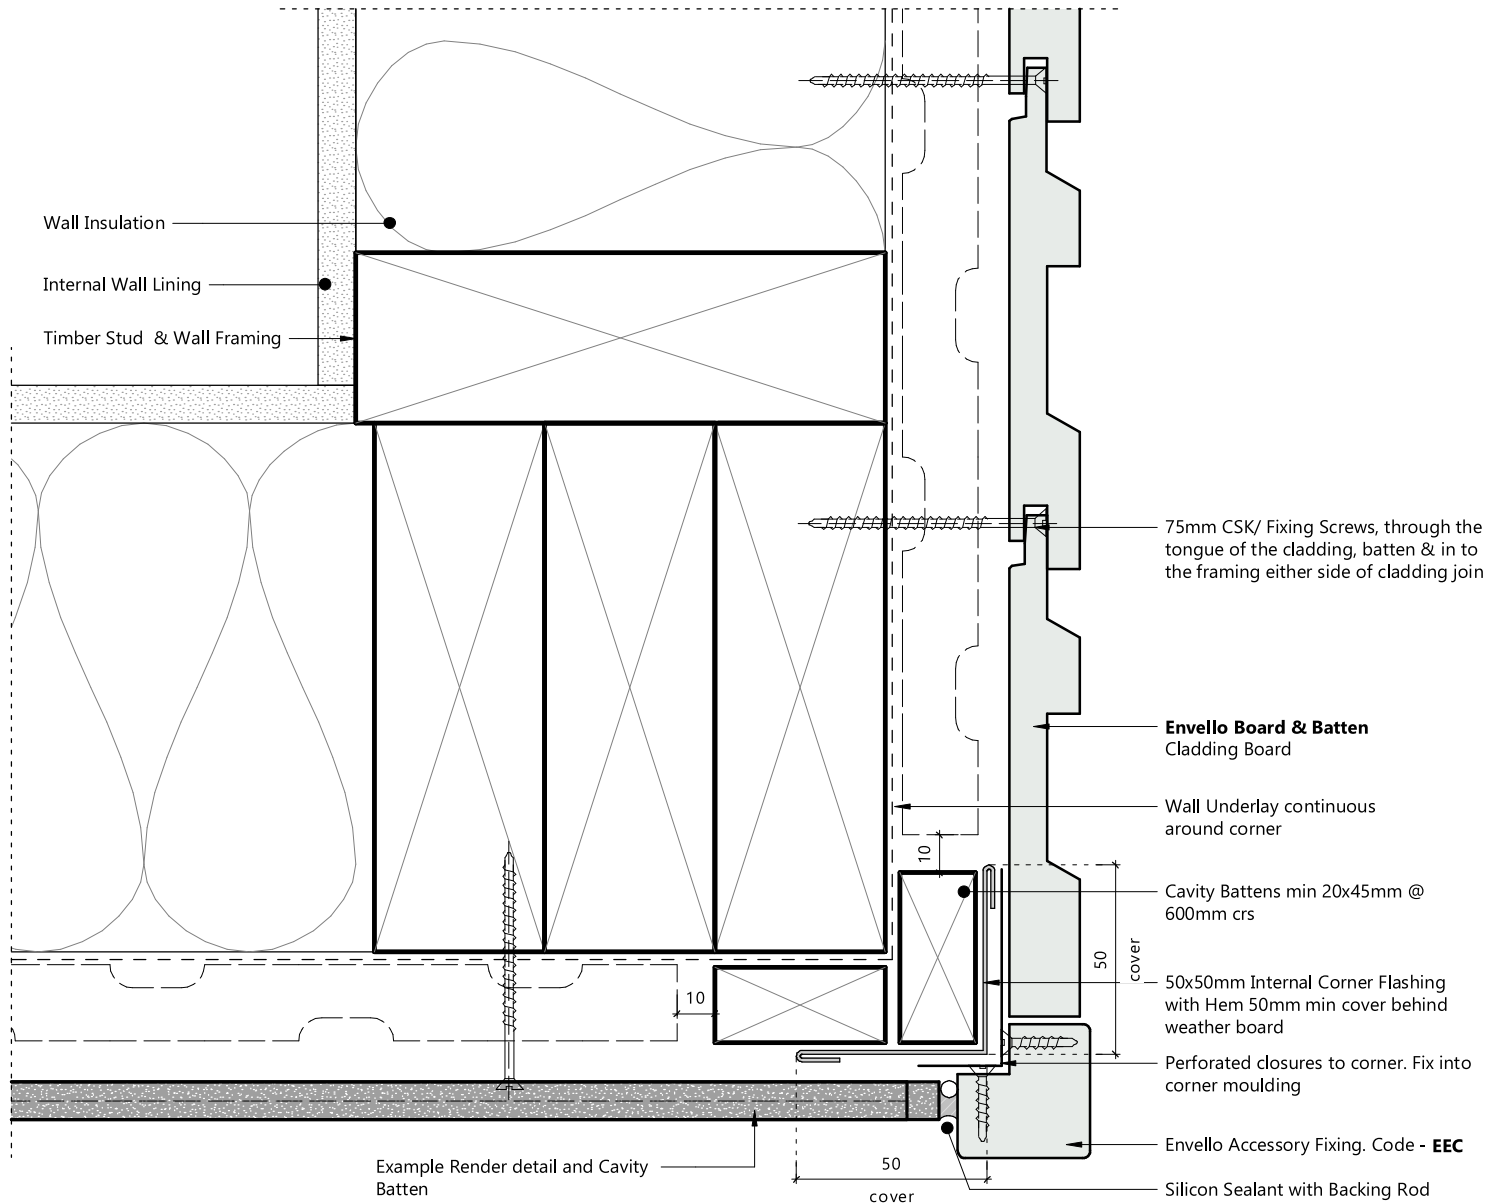 Wall Insulation
Internal Wall Lining
Timber Stud & Wall Framing
75mm CSK/ Fixing Screws, through the
tongue of the cladding, batten & in to
the framing either side of cladding join
Envello Board & Batten
Cladding Board
Wall Underlay continuous
around corner
10
Cavity Battens min 20x45mm @
600mm crs
50
cover
50x50mm Internal Corner Flashing
with Hem 50mm min cover behind
weather board
10
Perforated closures to corner. Fix into
corner moulding
Envello Accessory Fixing. Code - EEC
Example Render detail and Cavity
Batten
50
cover
Silicon Sealant with Backing Rod